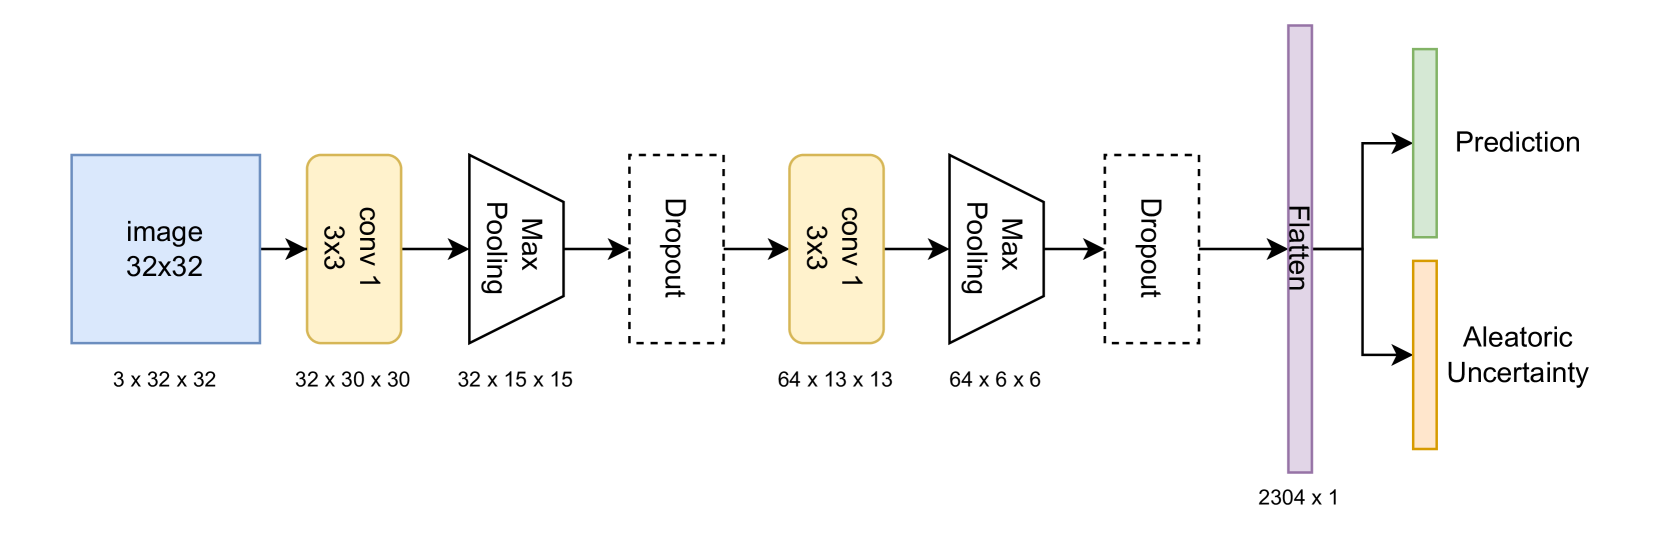 image
32x32
3 x 32 x 32
conv 1
3x3
32 x 30 x 30
Max
Pooling
32 x 15 x 15
Dropout
conv 1
3x3
64 x 13 x 13
Max
Pooling
64 x 6 x 6
Dropout
Flatten
2304 x 1
Prediction
Aleatoric
Uncertainty